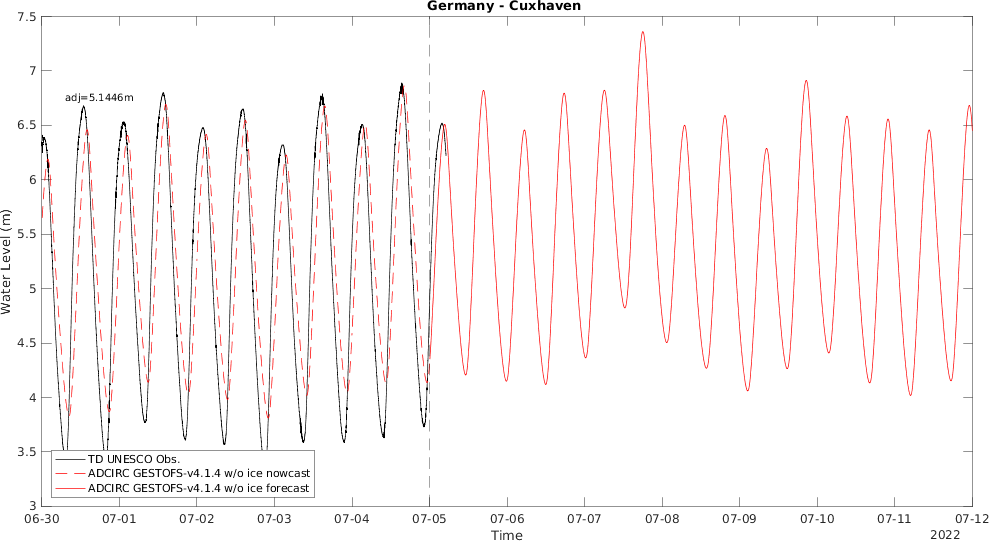 Germany - Cuxhaven
7.5
7
6.5
6
5.5
5
4.5
4
3.5
3
Water Level (m)
adj=5.1446m
TD UNESCO Obs.
ADCIRC GESTOFS-v4.1.4 w/o ice nowcast
ADCIRC GESTOFS-v4.1.4 w/o ice forecast
06-30 07-01 07-02 07-03 07-04 07-05 07-06 07-07 07-08 07-09 07-10 07-11 07-12
Time
2022